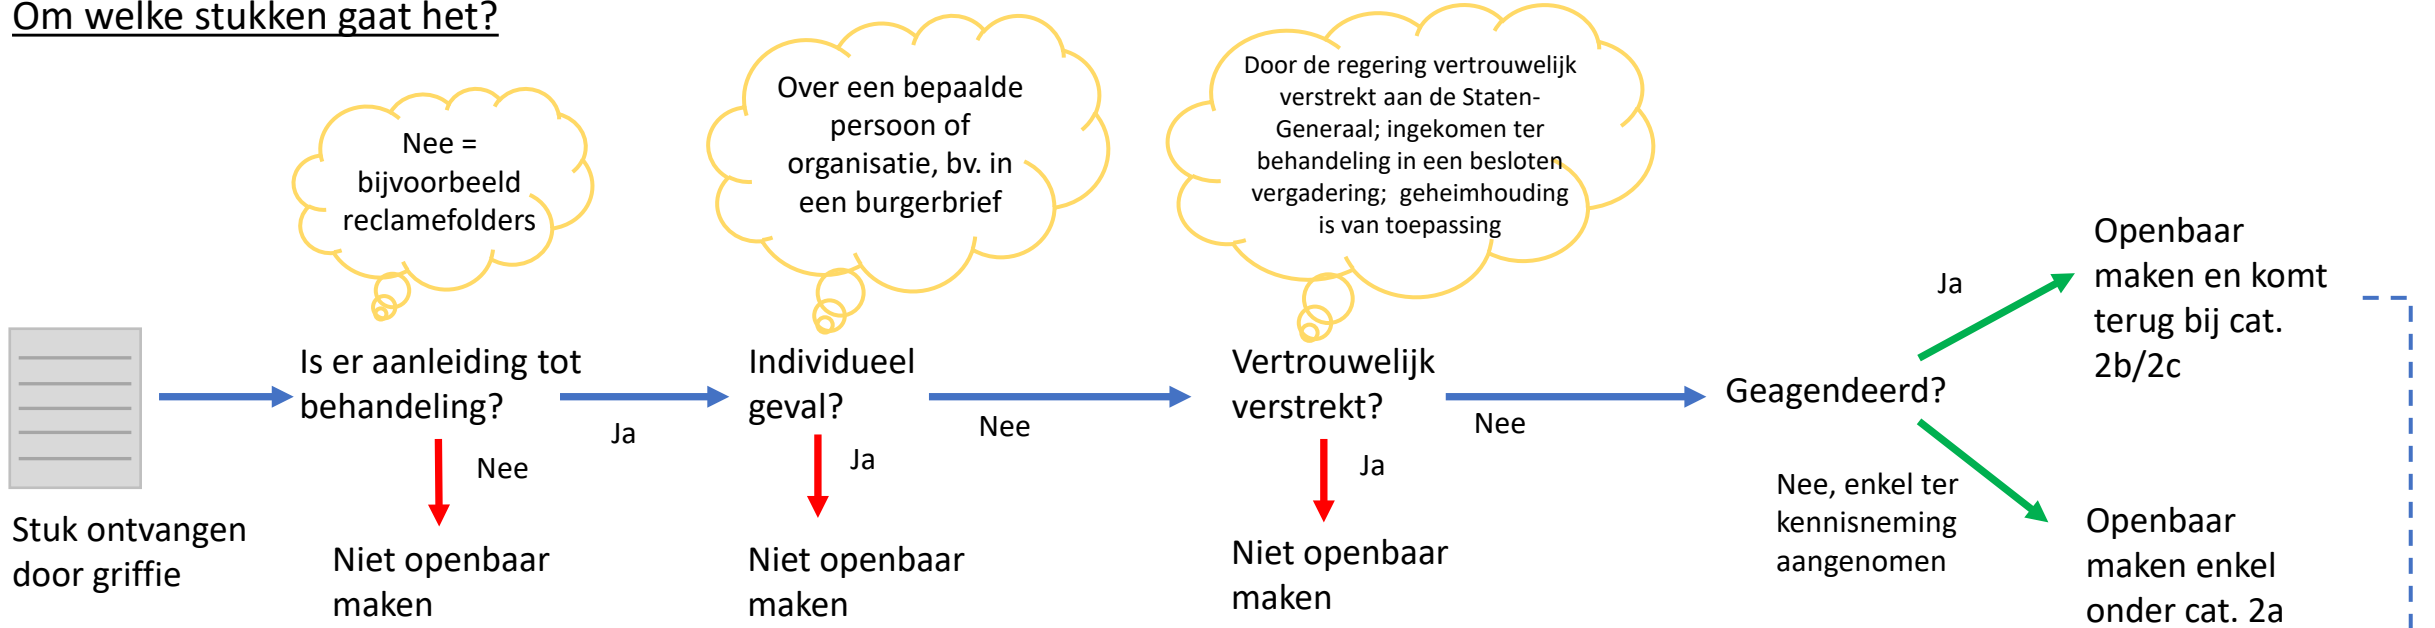 Om welke stukken gaat het?
Nee =
bijvoorbeeld
reclamefolders
Over een bepaalde
persoon of
organisatie, bv. in
een burgerbrief
Door de regering vertrouwelijk
verstrekt aan de Staten-
Generaal; ingekomen ter
behandeling in een besloten
vergadering;  geheimhouding
is van toepassing
Stuk ontvangen
door griffie
Is er aanleiding tot
behandeling?
Nee
Niet openbaar
maken
Ja
Individueel
geval?
Ja
Niet openbaar
maken
Nee
Vertrouwelijk
verstrekt?
Ja
Niet openbaar
maken
Nee
Geagendeerd?
Ja
Openbaar
maken en komt
terug bij cat.
2b/2c
Nee, enkel ter
kennisneming
aangenomen
Openbaar
maken enkel
onder cat. 2a